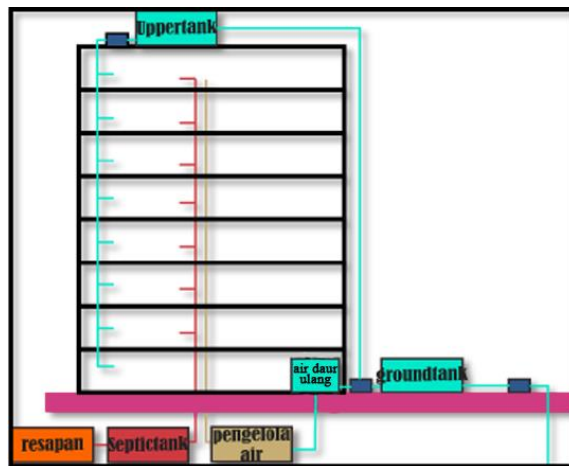 Uppertank
air daur
ulang
groundtank
resapan
Septictank
pengelola
air